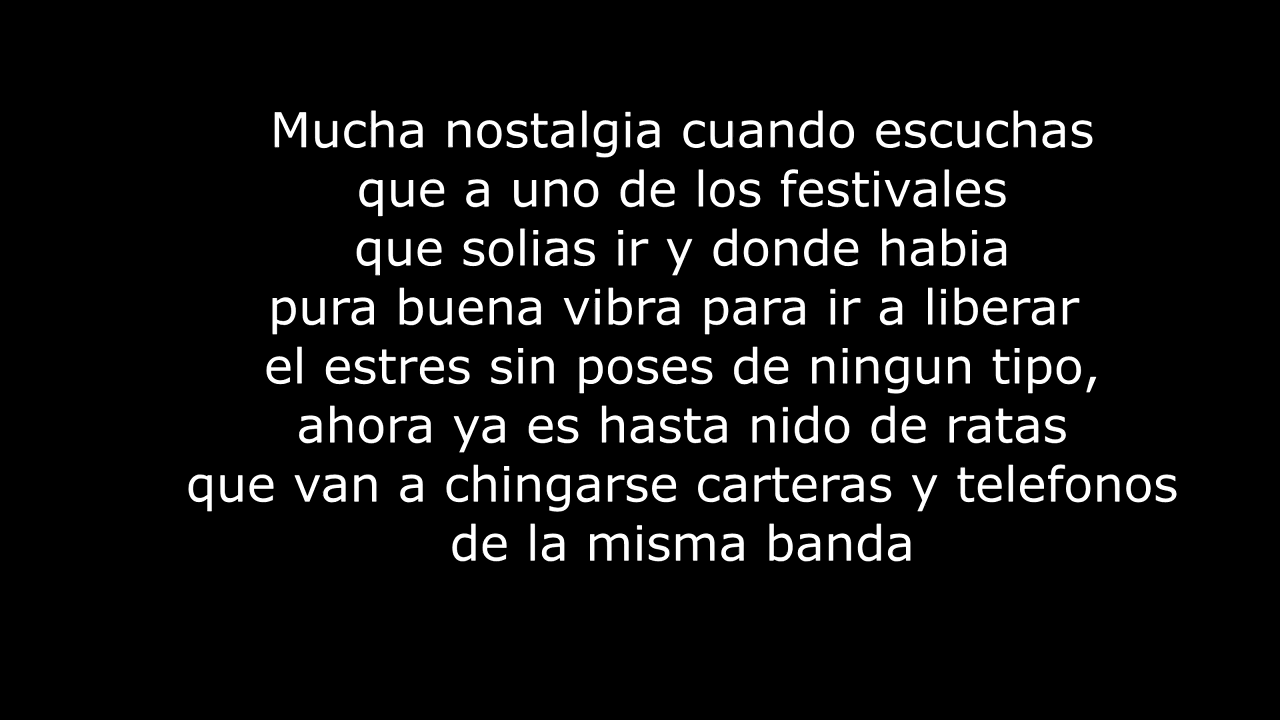 Mucha nostalgia cuando escuchas
que a uno de los festivales
que solias ir y donde habia
pura buena vibra para ir a liberar
el estres sin poses de ningun tipo,
ahora ya es hasta nido de ratas
que van a chingarse carteras y telefonos
de la misma banda